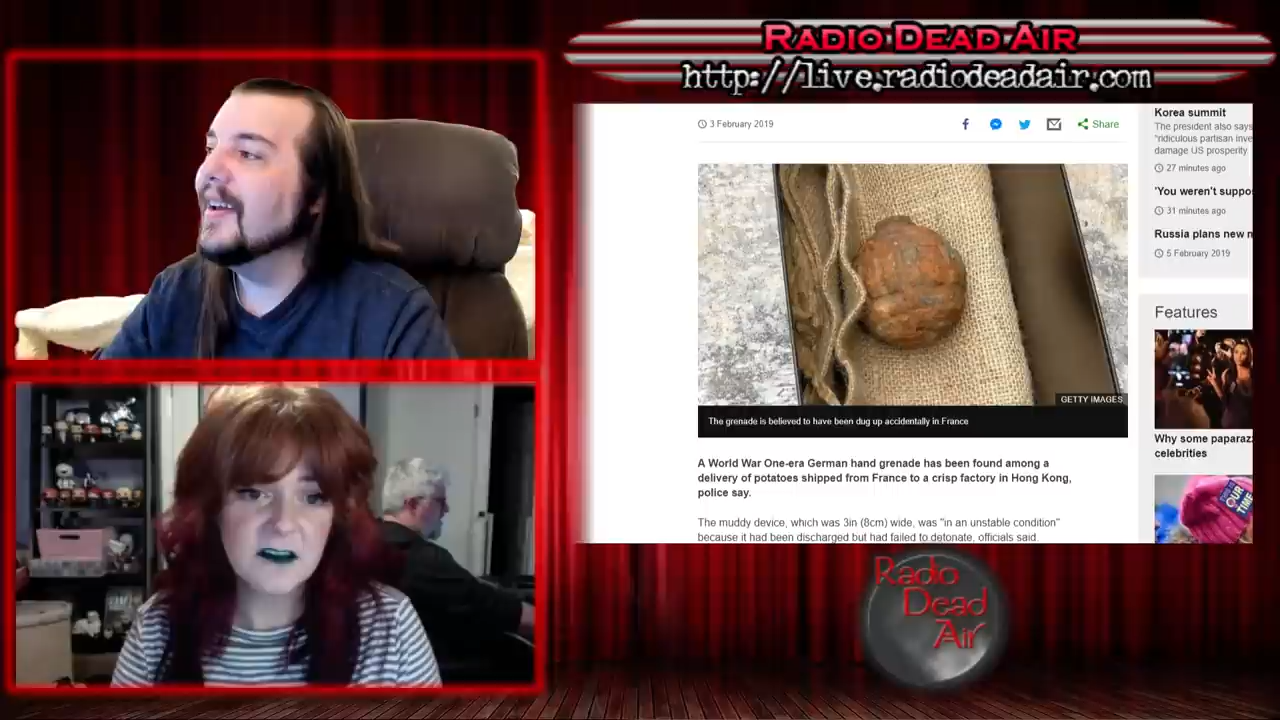 Radio Dead Air
http://live.radiodeadair.com
3 February 2019
Share
GETTY IMAGES
The grenade is believed to have been dug up accidentally in France
A World War One-era German hand grenade has been found among a
delivery of potatoes shipped from France to a crisp factory in Hong Kong,
police say.
The muddy device, which was 3in (8cm) wide, was "in an unstable condition"
because it had been discharged but had failed to detonate, officials said.
Korea summit
The president also says
"ridiculous partisan inve
damage US prosperity
27 minutes ago
'You weren't suppo
31 minutes ago
Russia plans new
5 February 2019
Features
Why some paparaz
celebrities
OUR
TIME
Radio
Dead
Air